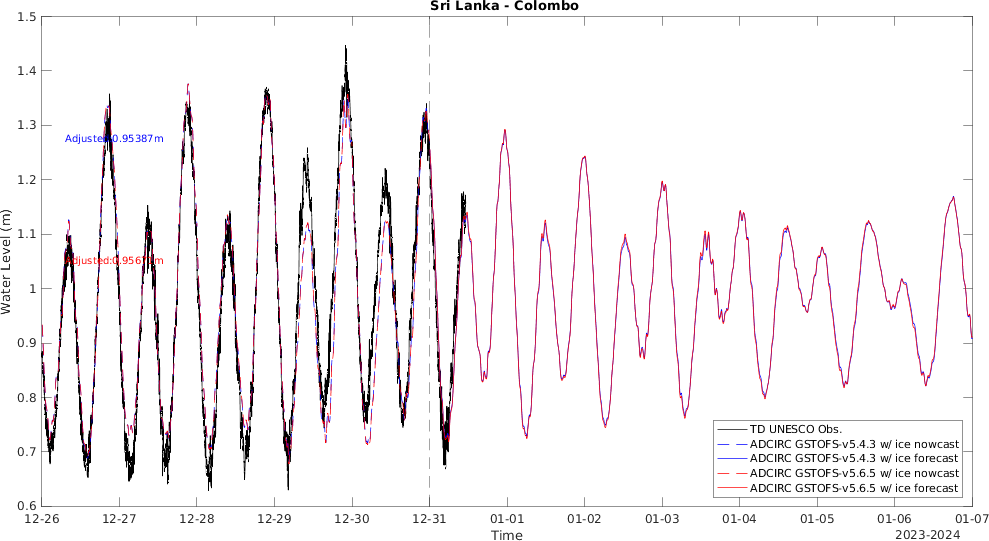 Sri Lanka - Colombo
Water Level (m)
1.5
1.4
1.3
1.2
1.1
1
0.9
0.8
0.7
0.6
Adjusted:0.95387m
TD UNESCO Obs.
ADCIRC GSTOFS-v5.4.3 w/ ice nowcast
ADCIRC GSTOFS-v5.4.3 w/ ice forecast
ADCIRC GSTOFS-v5.6.5 w/ ice nowcast
ADCIRC GSTOFS-v5.6.5 w/ ice forecast
12-26 12-27 12-28 12-29 12-30 12-31 01-01 01-02 01-03 01-04 01-05 01-06 01-07
Time
2023-2024